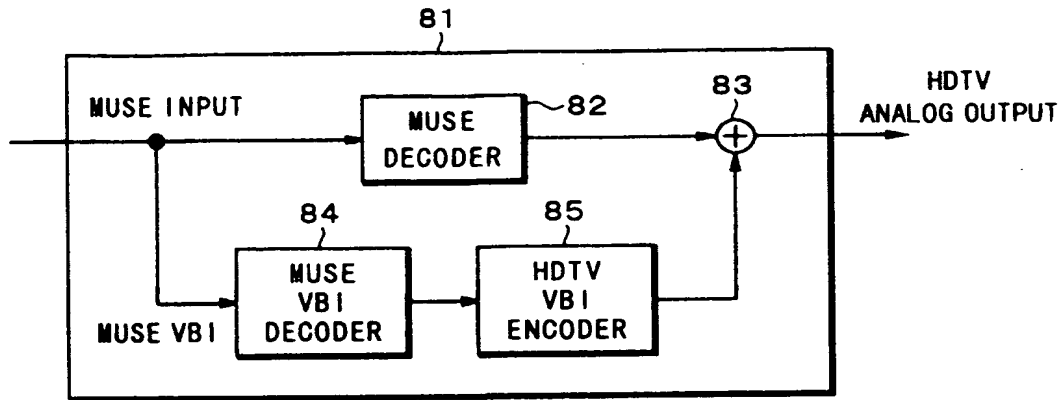 81
HDTV
ANALOG OUTPUT
MUSE INPUT
82
83
MUSE
DECODER
84
85
MUSE
VBI
DECODER
HDTV
VBI
ENCODER
MUSE VBI